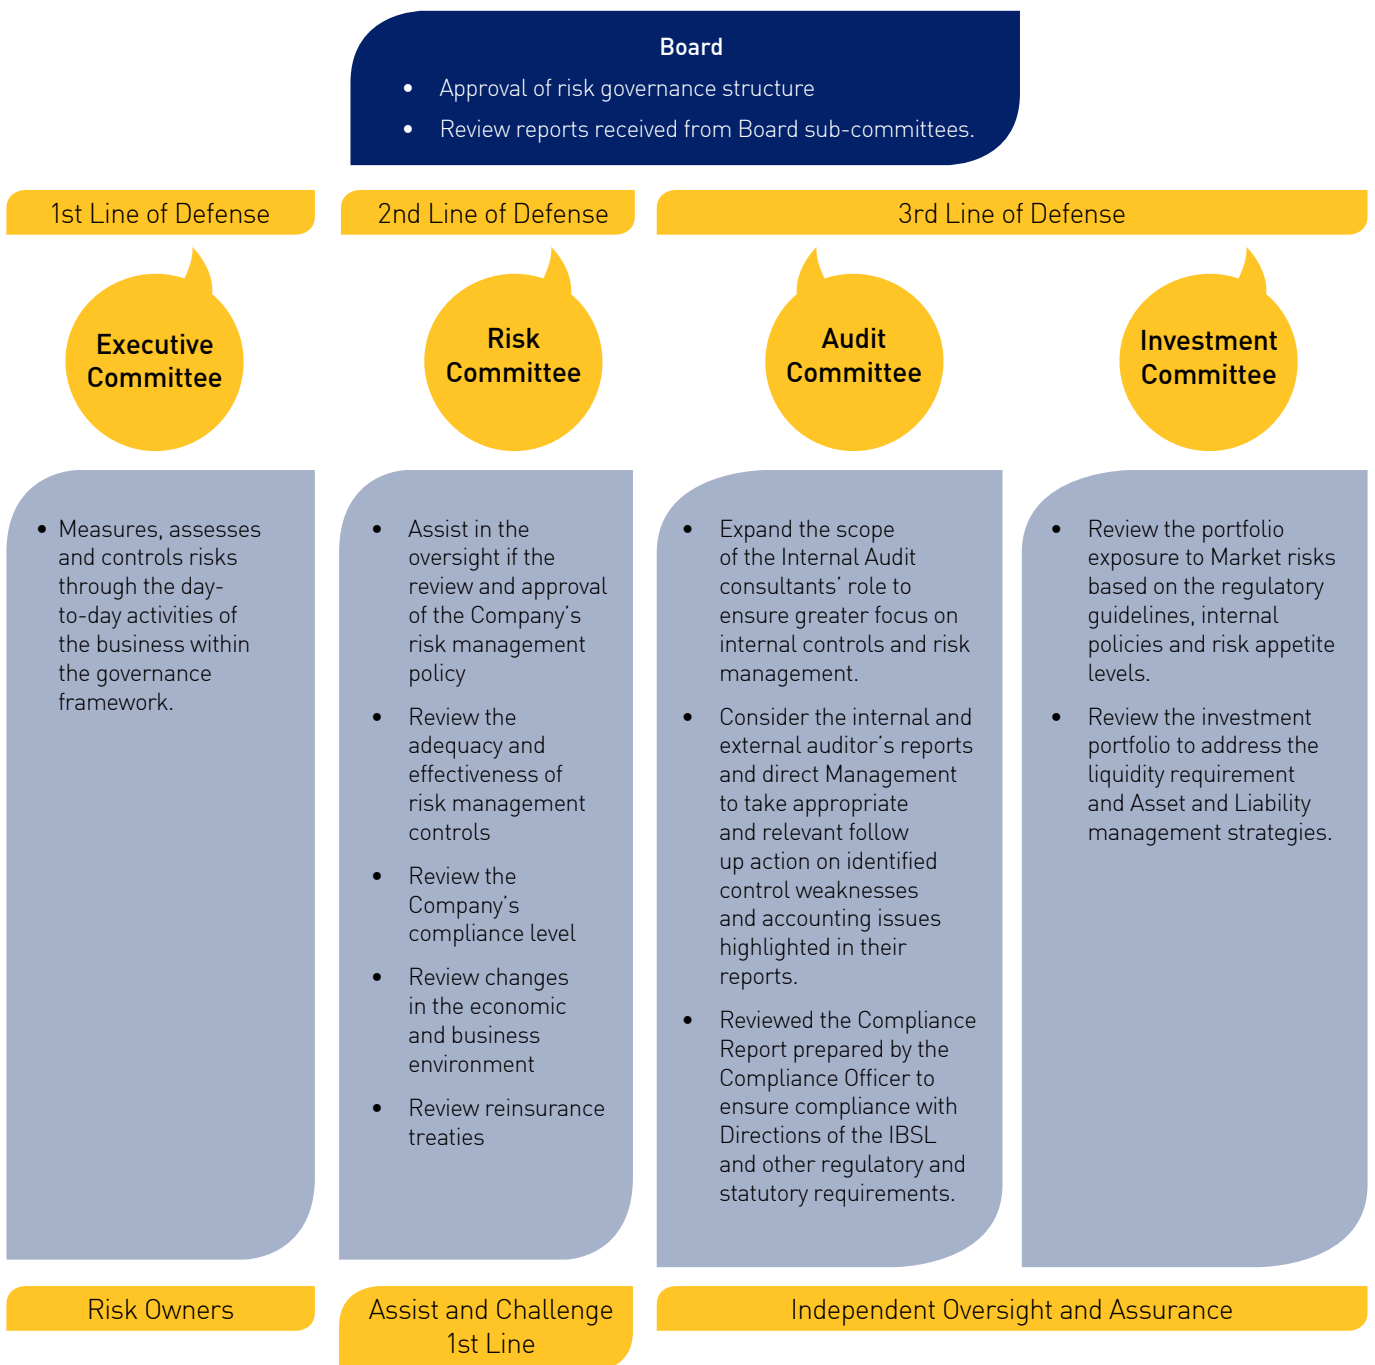 Board
• Approval of risk governance structure
• Review reports received from Board sub-committees.
1st Line of Defense
2nd Line of Defense
3rd Line of Defense
Executive
Committee
Risk
Committee
Audit
Committee
Investment
Committee
• Measures, assesses
and controls risks
through the day-
to-day activities of
the business within
the governance
framework.
• Assist in the
oversight if the
review and approval
of the Company's
risk management
policy
• Review the
adequacy and
effectiveness of
risk management
controls
• Review the
Company's
compliance level
• Review changes
in the economic
and business
environment
• Review reinsurance
treaties
• Expand the scope
of the Internal Audit
consultants' role to
ensure greater focus on
internal controls and risk
management.
• Consider the internal and
external auditor's reports
and direct Management
to take appropriate
and relevant follow
up action on identified
control weaknesses
and accounting issues
highlighted in their
reports.
• Reviewed the Compliance
Report prepared by the
Compliance Officer to
ensure compliance with
Directions of the IBSL
and other regulatory and
statutory requirements.
• Review the portfolio
exposure to Market risks
based on the regulatory
guidelines, internal
policies and risk appetite
levels.
• Review the investment
portfolio to address the
liquidity requirement
and Asset and Liability
management strategies.
Risk Owners
Assist and Challenge
1st Line
Independent Oversight and Assurance